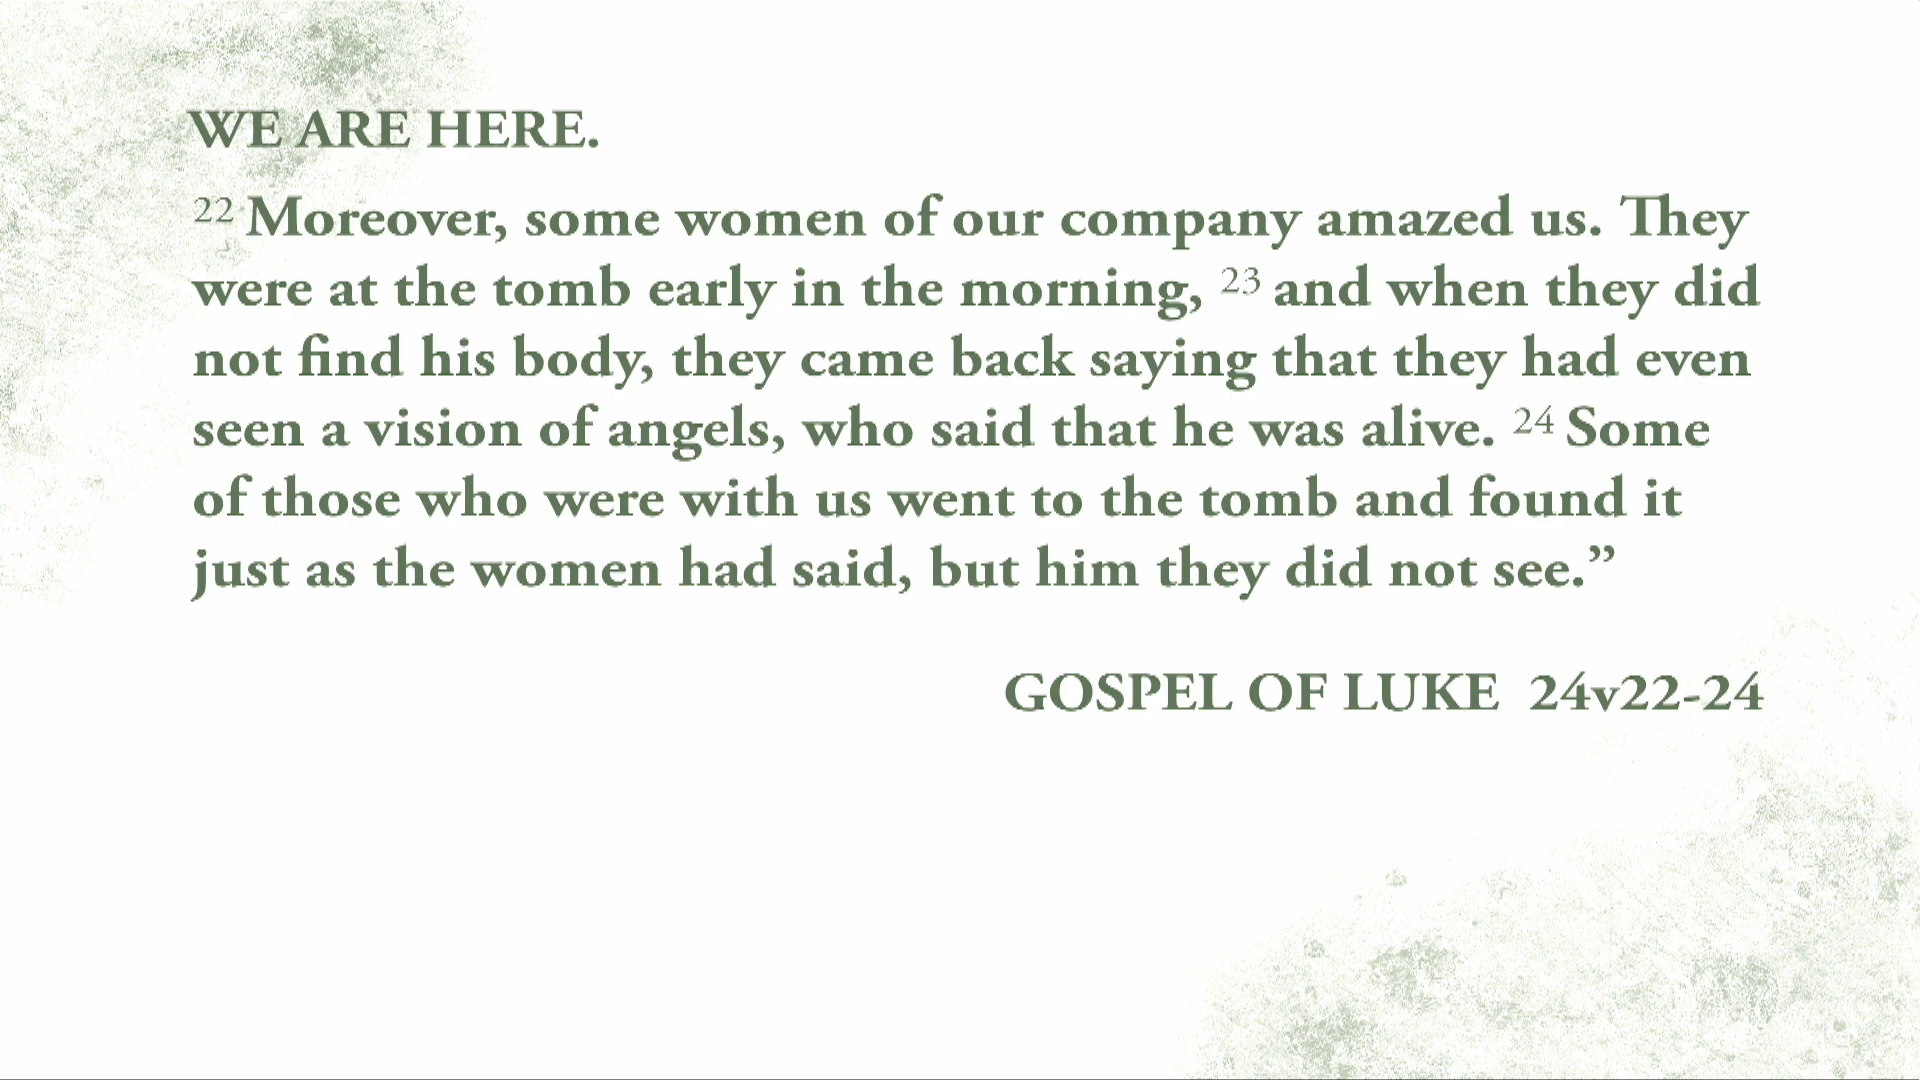 WE ARE HERE.
22 Moreover, some women of our company amazed us. They
were at the tomb early in the morning, 23 and when they did
not find his body, they came back saying that they had even
seen a vision of angels, who said that he was alive. 24 Some
of those who were with us went to the tomb and found it
just as the women had said, but him they did not see.”
GOSPEL OF LUKE 24v22-24